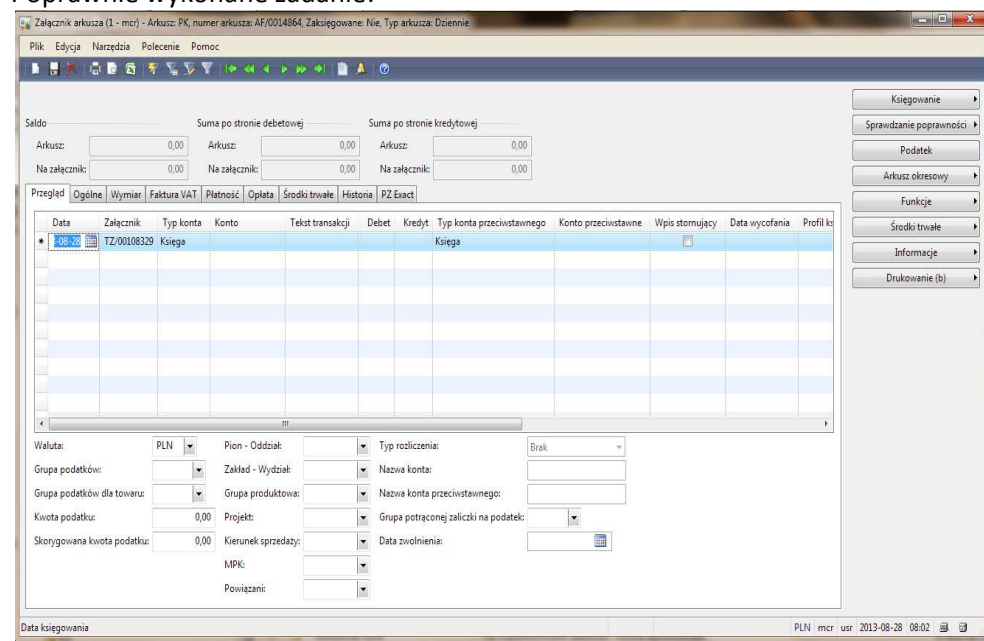 Poprawnie wykonane zadanie:
Załącznik arkusza (1 - mcr) - Arkusz: PK, numer arkusza: AF/0014864, Zaksięgowane: Nie, Typ arkusza: Dziennie
Plik Edycja Narzędzia Polecenie Pomoc
Księgowanie
Saldo Suma po stronie debetowej Suma po stronie kredytowej
Sprawdzanie poprawności
Arkusz: 0,00 Arkusz: 0,00 Arkusz: 0,00
Podatek
Na załącznik: 0,00 Na załącznik: 0,00 Na załącznik: 0,00
Arkusz okresowy
Przegląd Ogólne Wymiar Faktura VAT Płatność Opłata Środki trwałe Historia PZ Exact
Funkcje
Data Załącznik Typ konta Konto Tekst transakcji Debet Kredyt Typ konta przeciwstawnego Konto przeciwstawne Wpis stornujący Data wycofania Profil ks
Środki trwałe
-08-28 TZ/00108329 Księga Księga
Informacje
Drukowanie (b)
Waluta: PLN Pion - Oddział: Typ rozliczenia: Brak
Grupa podatków: Zakład - Wydział: Nazwa konta:
Grupa podatków dla towaru: Grupa produktowa: Nazwa konta przeciwstawnego:
Kwota podatku: 0,00 Projekt: Grupa potrąconej zaliczki na podatek:
Skorygowana kwota podatku: 0,00 Kierunek sprzedaży: Data zwolnienia:
MPK:
Powiązani:
Data księgowania PLN mcr usr 2013-08-28 08:02